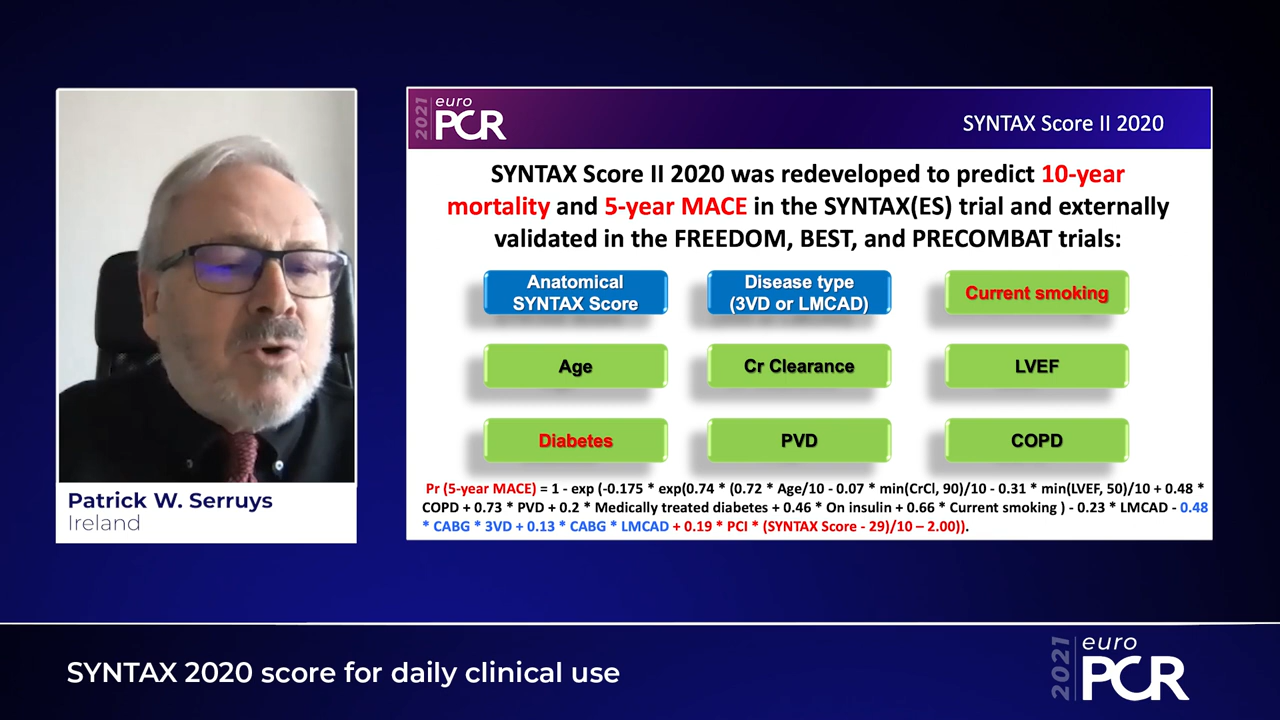 2021 euro PCR
SYNTAX Score II 2020
SYNTAX Score II 2020 was redeveloped to predict 10-year
mortality and 5-year MACE in the SYNTAX(ES) trial and externally
validated in the FREEDOM, BEST, and PRECOMBAT trials:
Anatomical
SYNTAX Score
Disease type
(3VD or LMCAD)
Current smoking
Age
Cr Clearance
LVEF
Diabetes
PVD
COPD
Pr (5-year MACE) = 1 - exp (-0.175 * exp(0.74 * (0.72 * Age/10 - 0.07 * min(CrCl, 90)/10 - 0.31 * min(LVEF, 50)/10 + 0.48 *
COPD + 0.73 * PVD + 0.2 * Medically treated diabetes + 0.46 * On insulin + 0.66 * Current smoking ) - 0.23 * LMCAD - 0.48
* CABG * 3VD + 0.13 * CABG * LMCAD + 0.19 * PCI * (SYNTAX Score - 29)/10 – 2.00)).
Patrick W. Serruys
Ireland
SYNTAX 2020 score for daily clinical use
2021 euro PCR